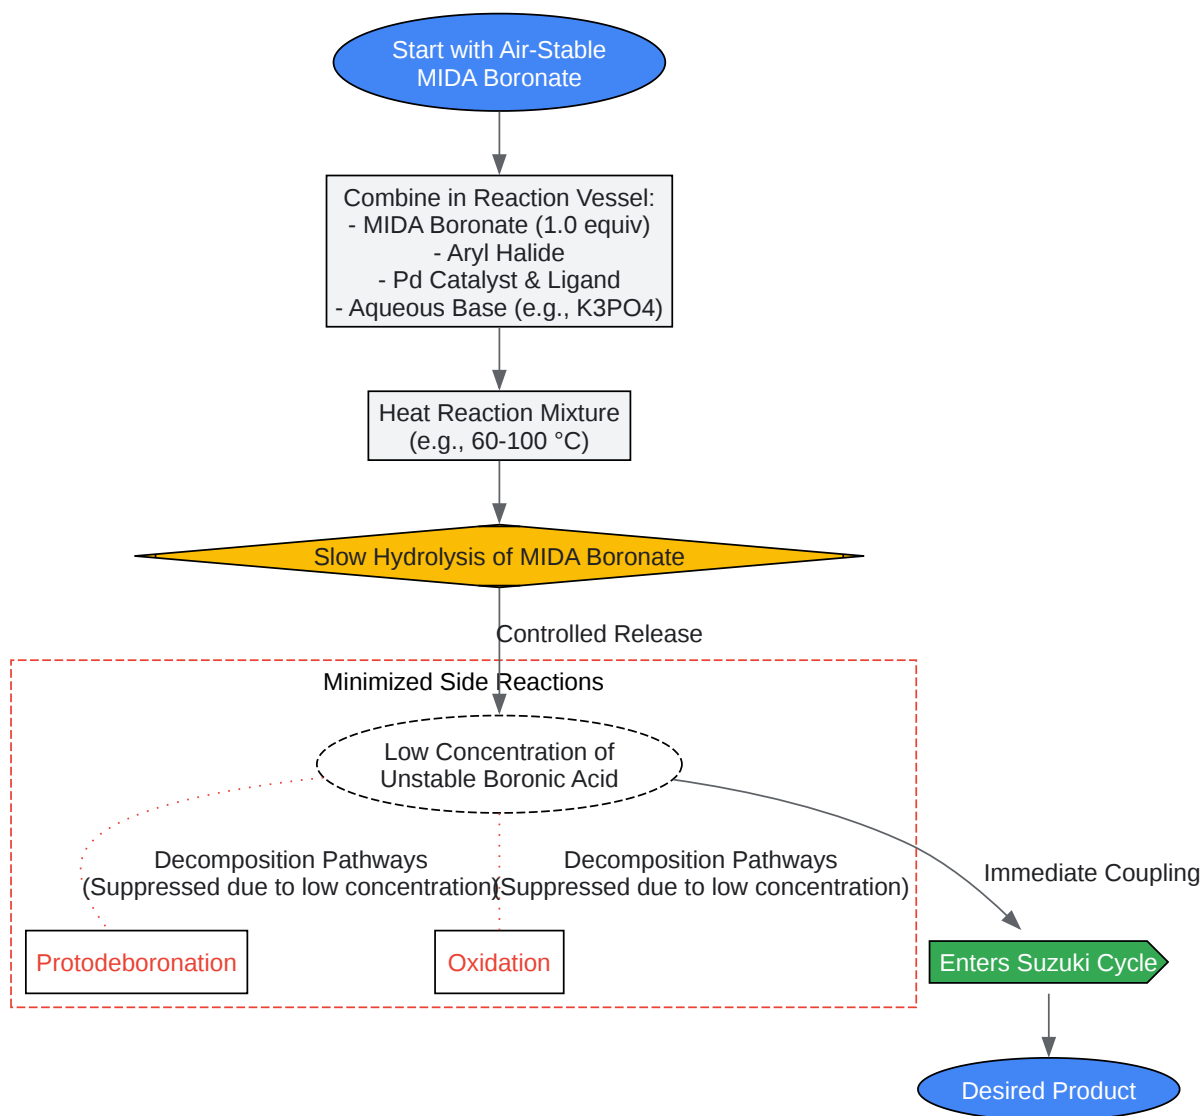 Start with Air-Stable
MIDA Boronate
Combine in Reaction Vessel:
- MIDA Boronate (1.0 equiv)
- Aryl Halide
- Pd Catalyst & Ligand
- Aqueous Base (e.g., K3PO4)
Heat Reaction Mixture
(e.g., 60-100 °C)
Slow Hydrolysis of MIDA Boronate
Controlled Release
Minimized Side Reactions
Low Concentration of
Unstable Boronic Acid
Decomposition Pathways
(Suppressed due to low concentration)
Decomposition Pathways
(Suppressed due to low concentration)
Immediate Coupling
Protodeboronation
Oxidation
Enters Suzuki Cycle
Desired Product